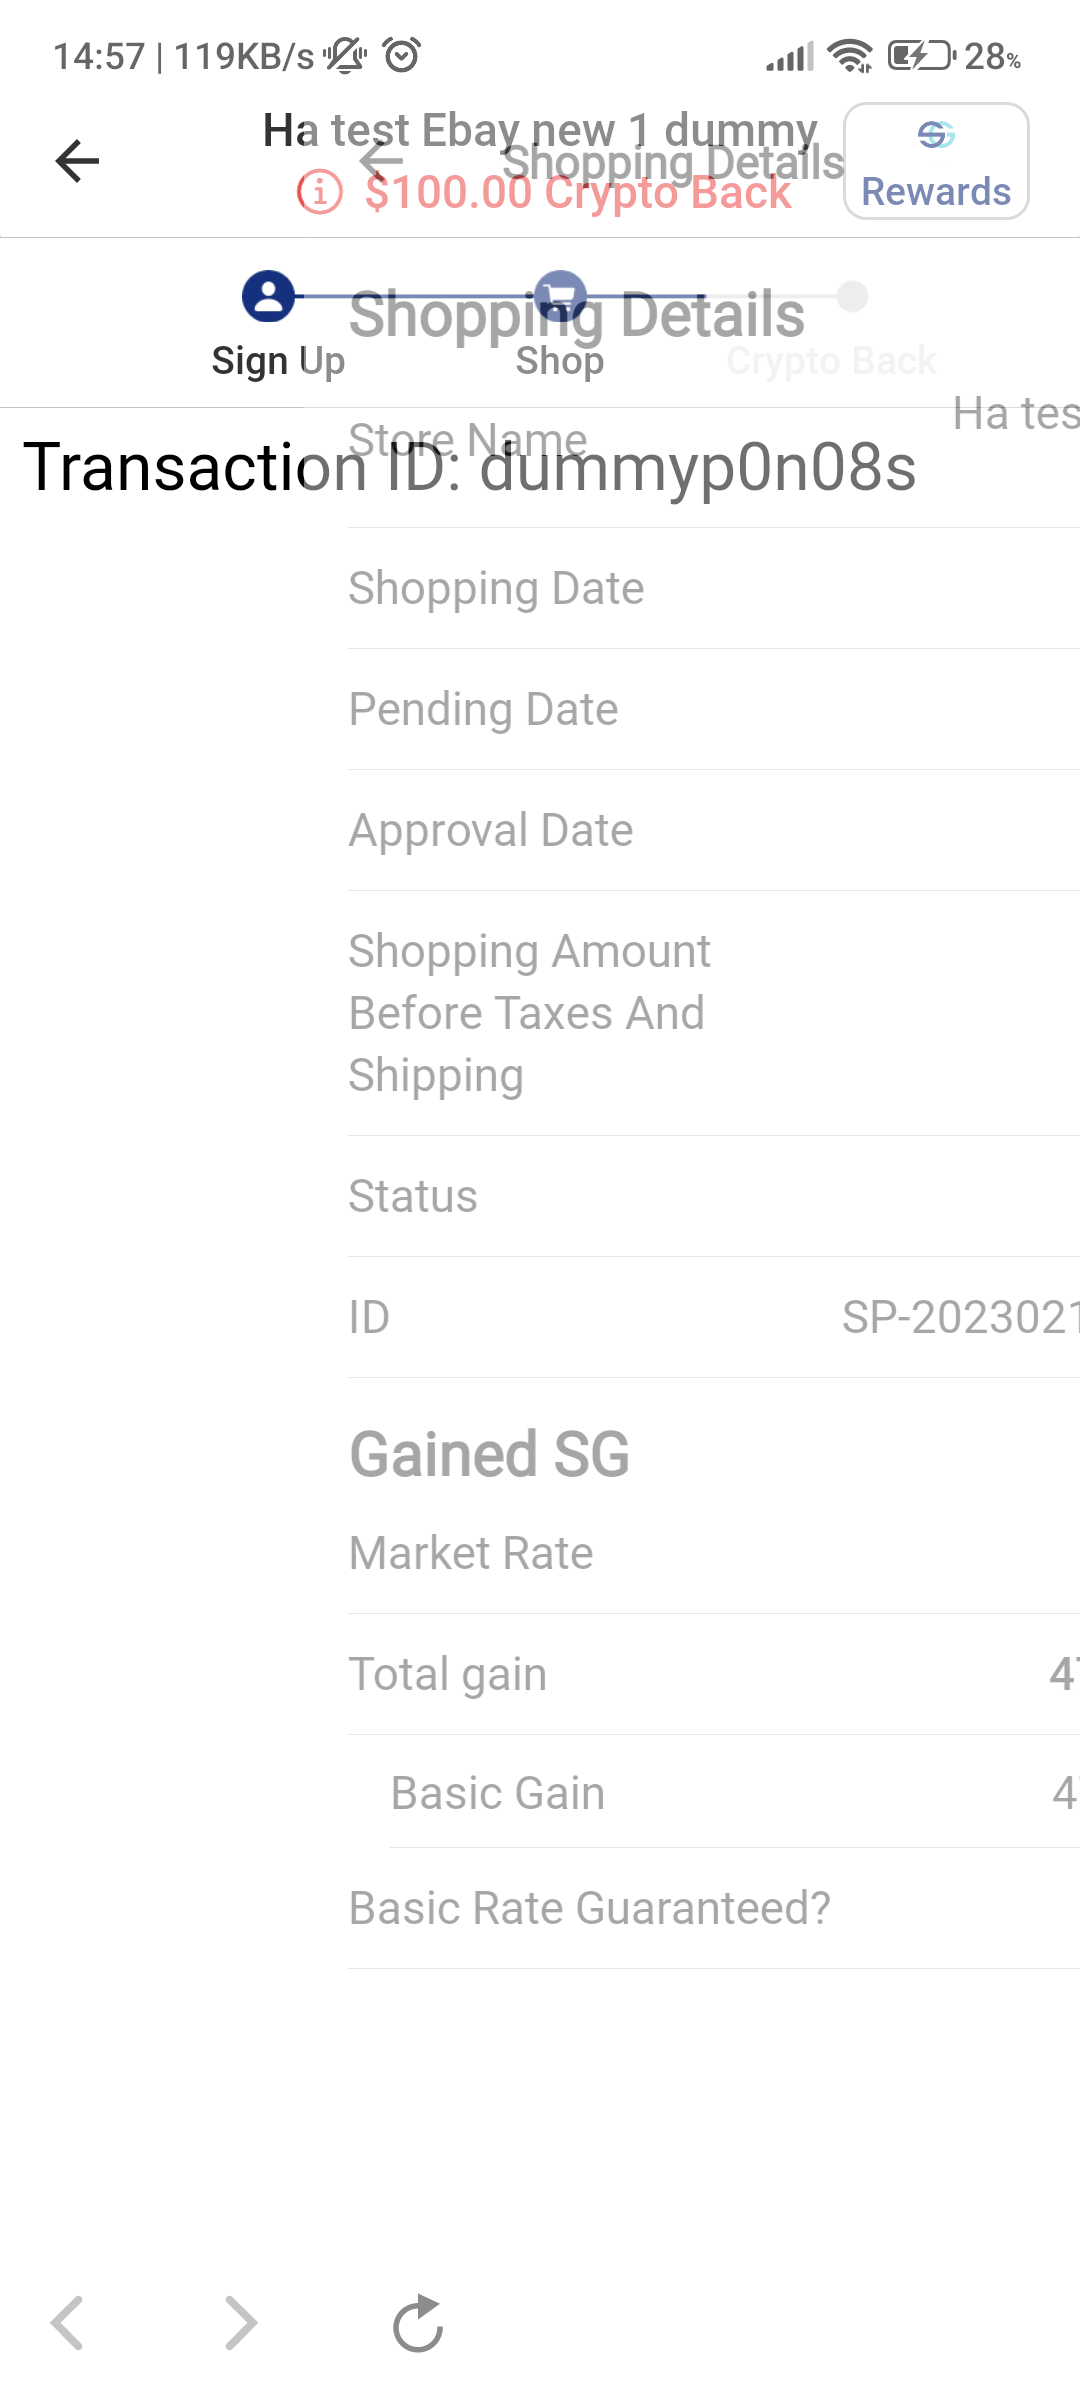 14:57 | 119KB/s
28%
Ha test Ebay new 1 dummy
Shopping Details
$100.00 Crypto Back
Rewards
Shopping Details
Sign Up
Shop
Crypto Back
Ha tes
Store Name
Transaction ID: dummyp0n08s
Shopping Date
Pending Date
Approval Date
Shopping Amount
Before Taxes And
Shipping
Status
ID
SP-2023021
Gained SG
Market Rate
Total gain
4
Basic Gain
4
Basic Rate Guaranteed?